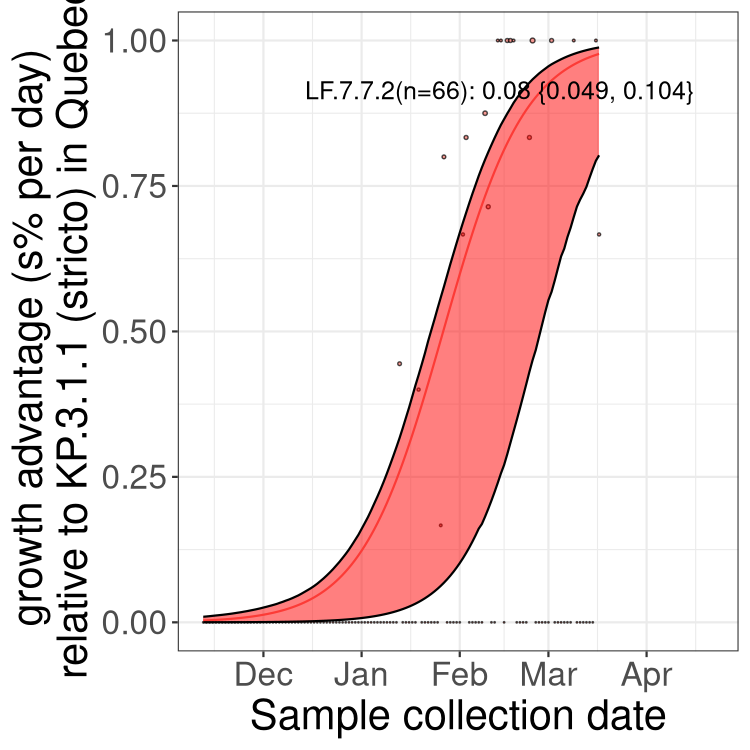 growth advantage (s% per day)
relative to KP.3.1.1 (stricto) in Quebec
1.00
LF.7.7.2(n=66): 0.08 {0.049, 0.104}
0.75
0.50
0.25
0.00
Dec Jan Feb Mar Apr
Sample collection date